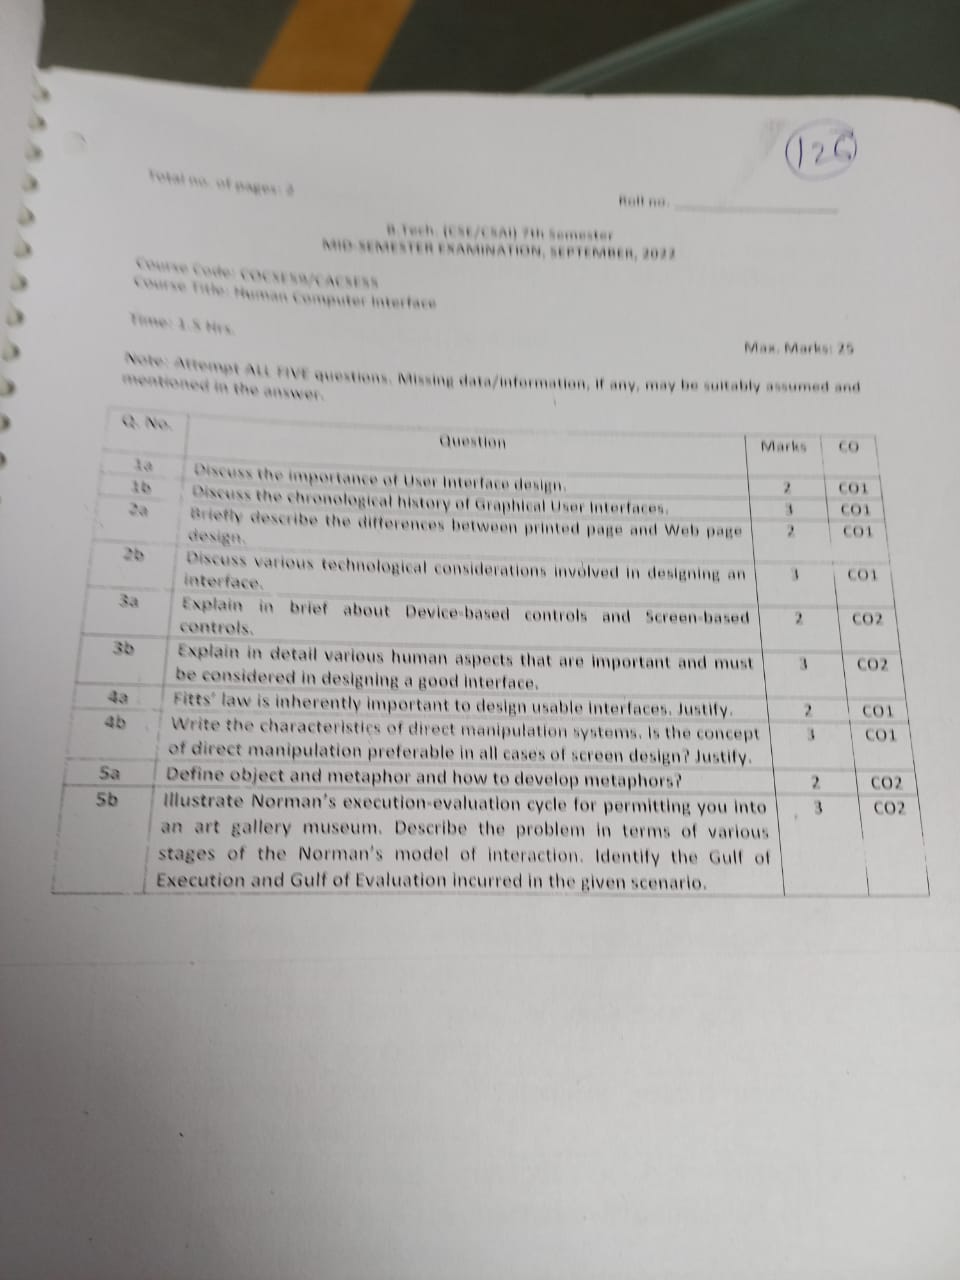 126
Total no. of pages: 2
Roll no.
B.Tech. (CSE/CSAI) 7th Semester
MID-SEMESTER EXAMINATION, SEPTEMBER, 2022
Course Code:
Course Title: Human Computer Interface
Time: 1.5 Hrs.
Max. Marks: 25
Note: Attempt ALL FIVE questions. Missing data/information, if any, may be suitably assumed and
mentioned in the answer.
Q. No. Question Marks CO
1a Discuss the importance of User Interface design. 2 CO1
1b Discuss the chronological history of Graphical User Interfaces. 3 CO1
2a Briefly describe the differences between printed page and Web page 2 CO1
design.
2b Discuss various technological considerations involved in designing an 3 CO1
interface.
3a Explain in brief about Device-based controls and Screen-based 2 CO2
controls.
3b Explain in detail various human aspects that are important and must 3 CO2
be considered in designing a good interface.
4a Fitts' law is inherently important to design usable interfaces. Justify. 2 CO1
4b Write the characteristics of direct manipulation systems. Is the concept 3 CO1
of direct manipulation preferable in all cases of screen design? Justify.
5a Define object and metaphor and how to develop metaphors? 2 CO2
5b Illustrate Norman's execution-evaluation cycle for permitting you into 3 CO2
an art gallery museum. Describe the problem in terms of various
stages of the Norman's model of interaction. Identify the Gulf of
Execution and Gulf of Evaluation incurred in the given scenario.